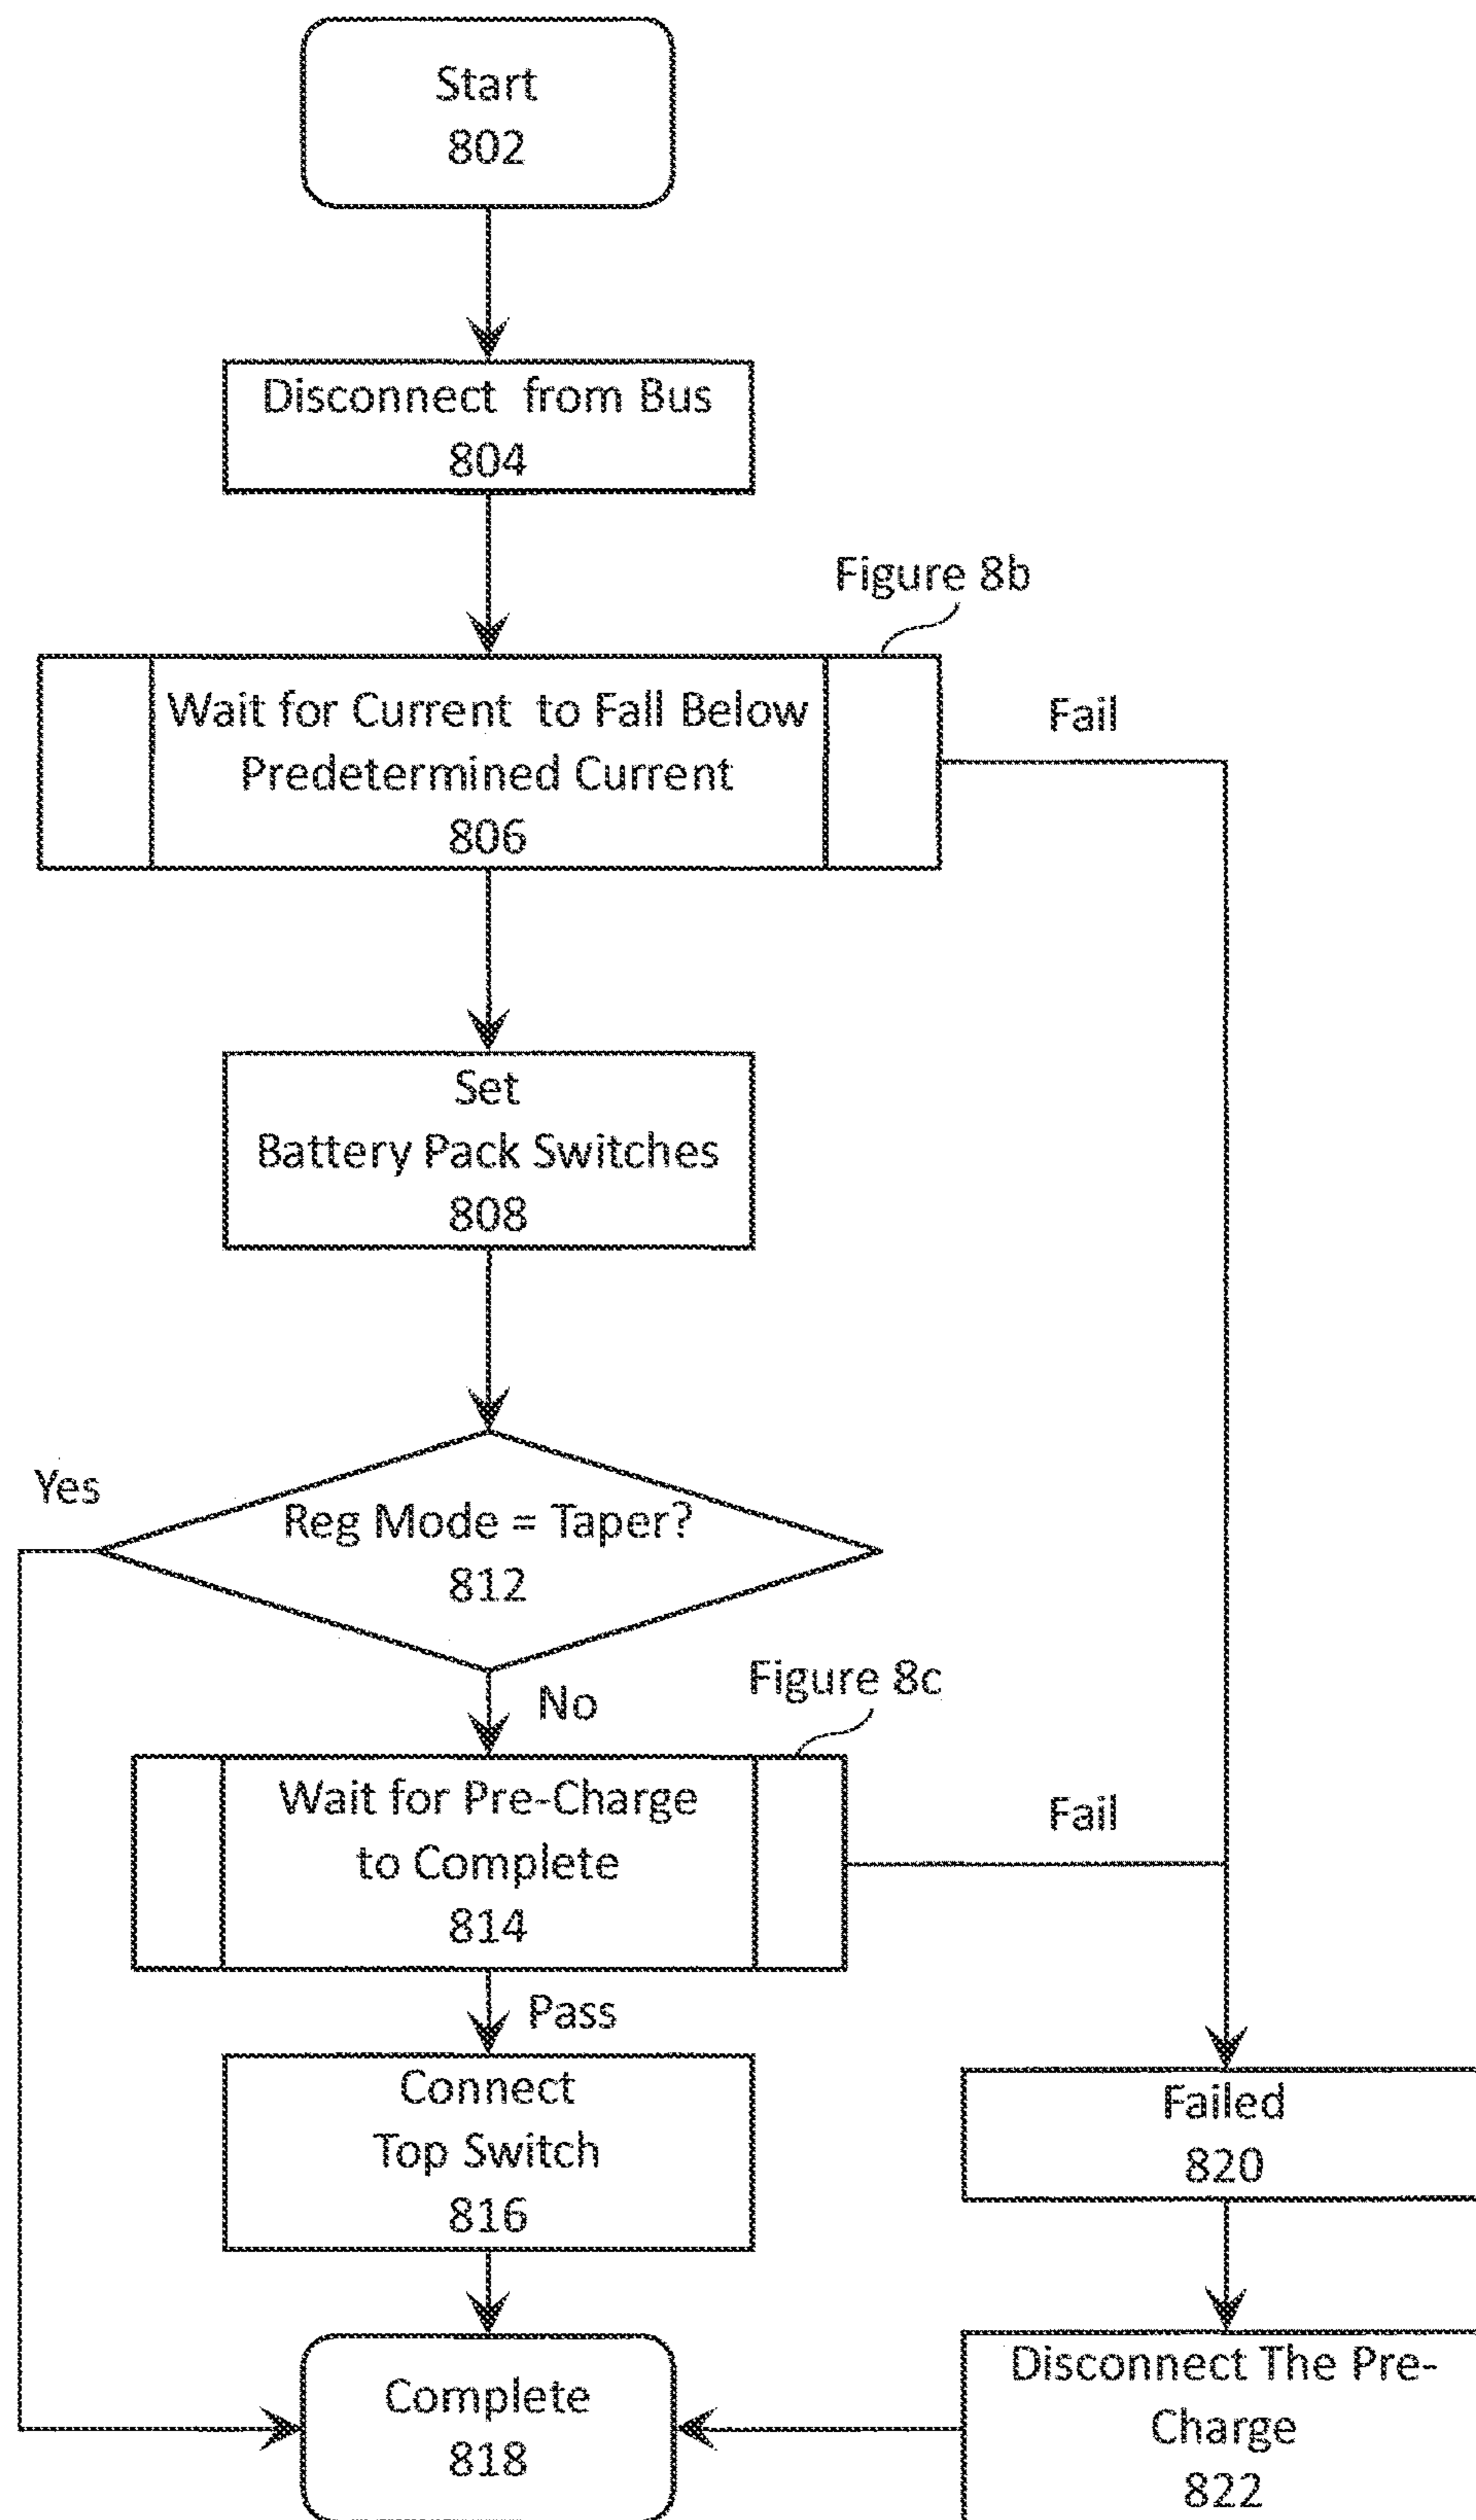 Start
802
Disconnect from Bus
804
Figure 8b
Wait for Current to Fall Below
Predetermined Current
806
Fail
Set
Battery Pack Switches
808
Yes
Reg Mode = Taper?
812
No
Figure 8c
Wait for Pre-Charge
to Complete
814
Fail
Pass
Connect
Top Switch
816
Failed
820
Complete
818
Disconnect The Pre-
Charge
822